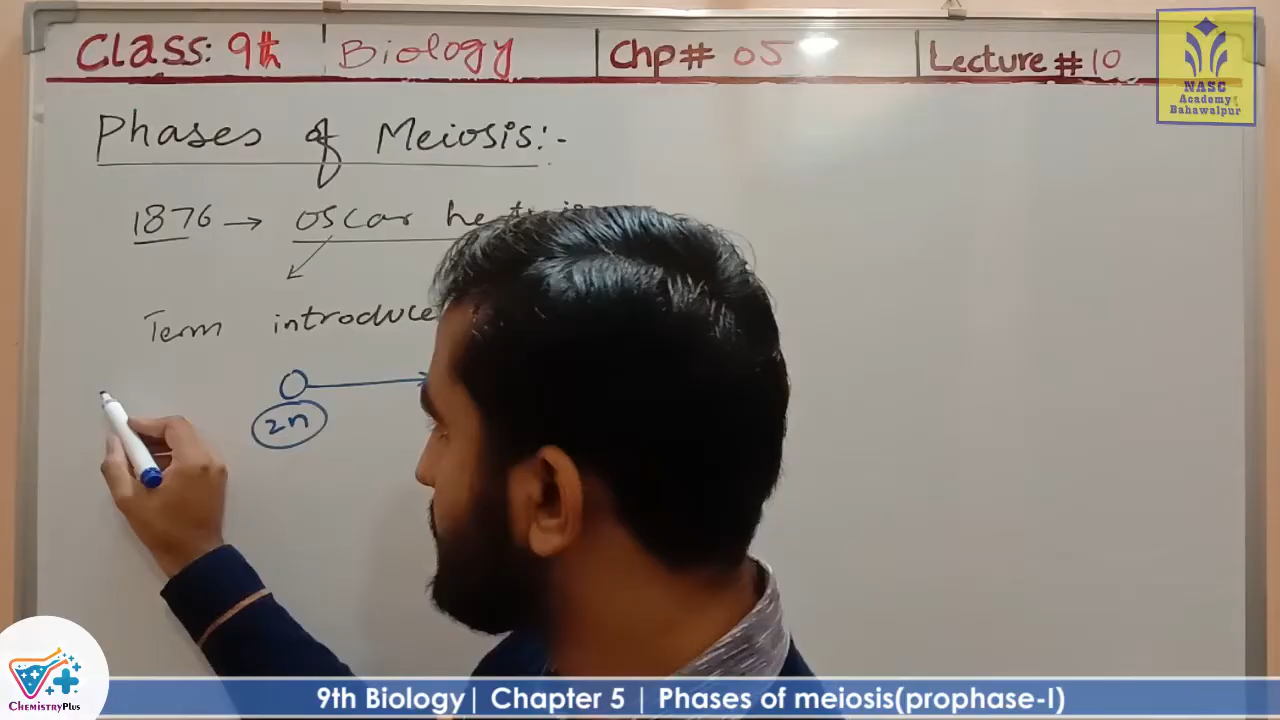 Class: 9th Biology Chp# 05 Lecture #10
NASC
Academy
Bahawalpur
Phases of Meiosis:-
1876 → oscar
Term
2n
ChemistryPlus
9th Biology| Chapter 5 | Phases of meiosis(prophase-I)